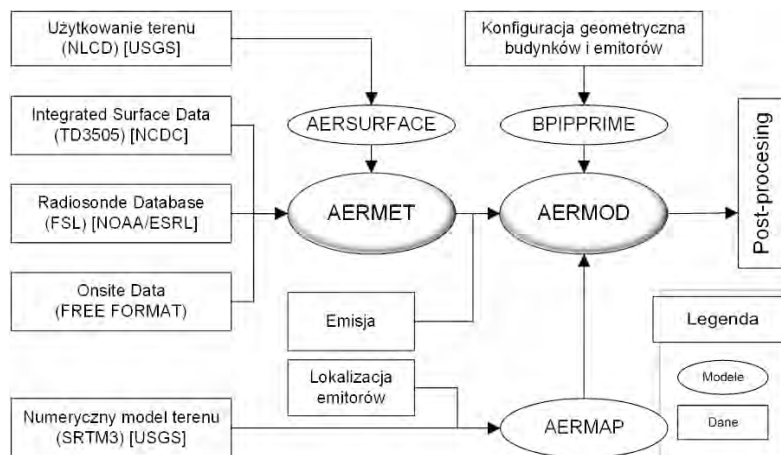 Użytkowanie terenu
(NLCD) [USGS]
Konfiguracja geometryczna
budynków i emitorów
Integrated Surface Data
(TD3505) [NCDC]
AERSURFACE
BPIPPRIME
Radiosonde Database
(FSL) [NOAA/ESRL]
AERMET
AERMOD
Post-procesing
Onsite Data
(FREE FORMAT)
Emisja
Legenda
Lokalizacja
emitorów
Modele
Numeryczny model terenu
(SRTM3) [USGS]
AERMAP
Dane